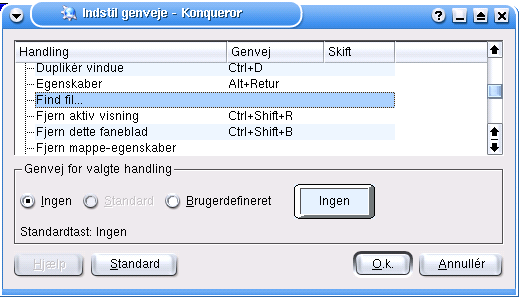 Indstil genveje - Konqueror
Handling Genvej Skift
Duplikér vindue Ctrl+D
Egenskaber Alt+Retur
Find fil...
Fjern aktiv visning Ctrl+Shift+R
Fjern dette faneblad Ctrl+Shift+B
Fjern mappe-egenskaber
Genvej for valgte handling
Ingen Standard Brugerdefineret Ingen
Standardtast: Ingen
Hjælp Standard O.k. Annullér